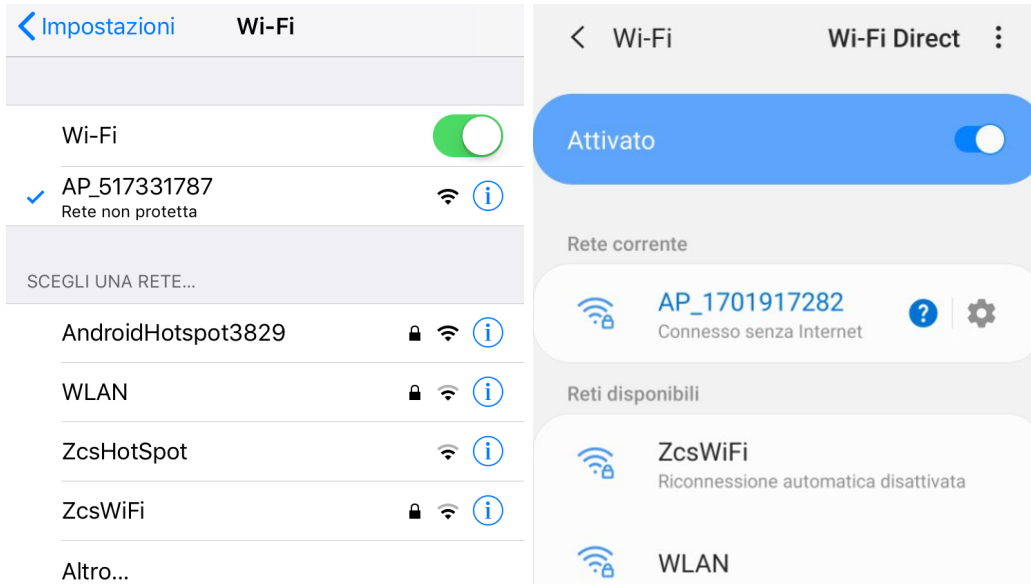 Impostazioni
Wi-Fi
Wi-Fi
AP_517331787
Rete non protetta
SCEGLI UNA RETE...
AndroidHotspot3829
WLAN
ZcsHotSpot
ZcsWiFi
Altro...
Wi-Fi
Wi-Fi Direct
Attivato
Rete corrente
AP_1701917282
Connesso senza Internet
Reti disponibili
ZcsWiFi
Riconnessione automatica disattivata
WLAN